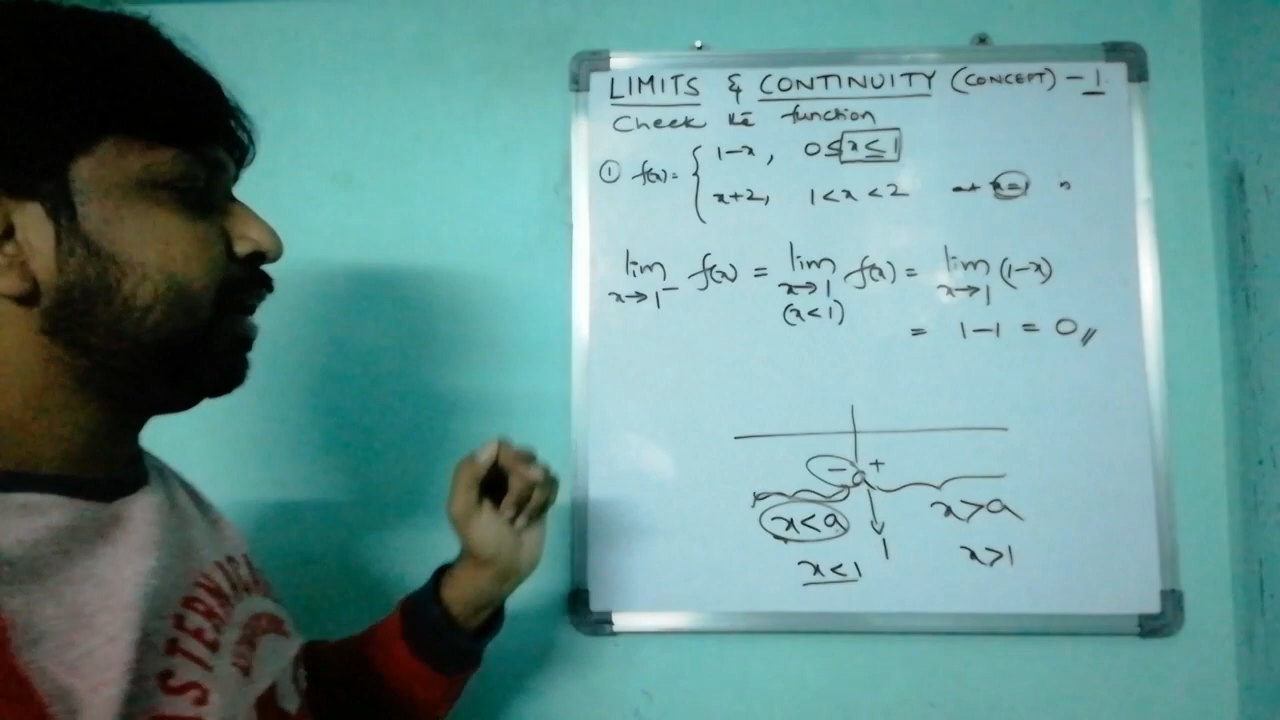 LIMITS & CONTINUITY (CONCEPT) - 1
Check the function
① f(x) = { 1-x, 0≤x≤1
x+2, 1<x<2 at x=1
lim x→1⁻ f(x) = lim x→1 (x<1) f(x) = lim x→1 (1-x)
= 1-1 = 0
- a +
x<a x>a
1
x<1 x>1
ASTERN